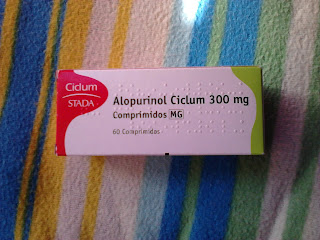 Ciclum
STADA
Alopurinol Ciclum 300 mg
Comprimidos MG
60 Comprimidos